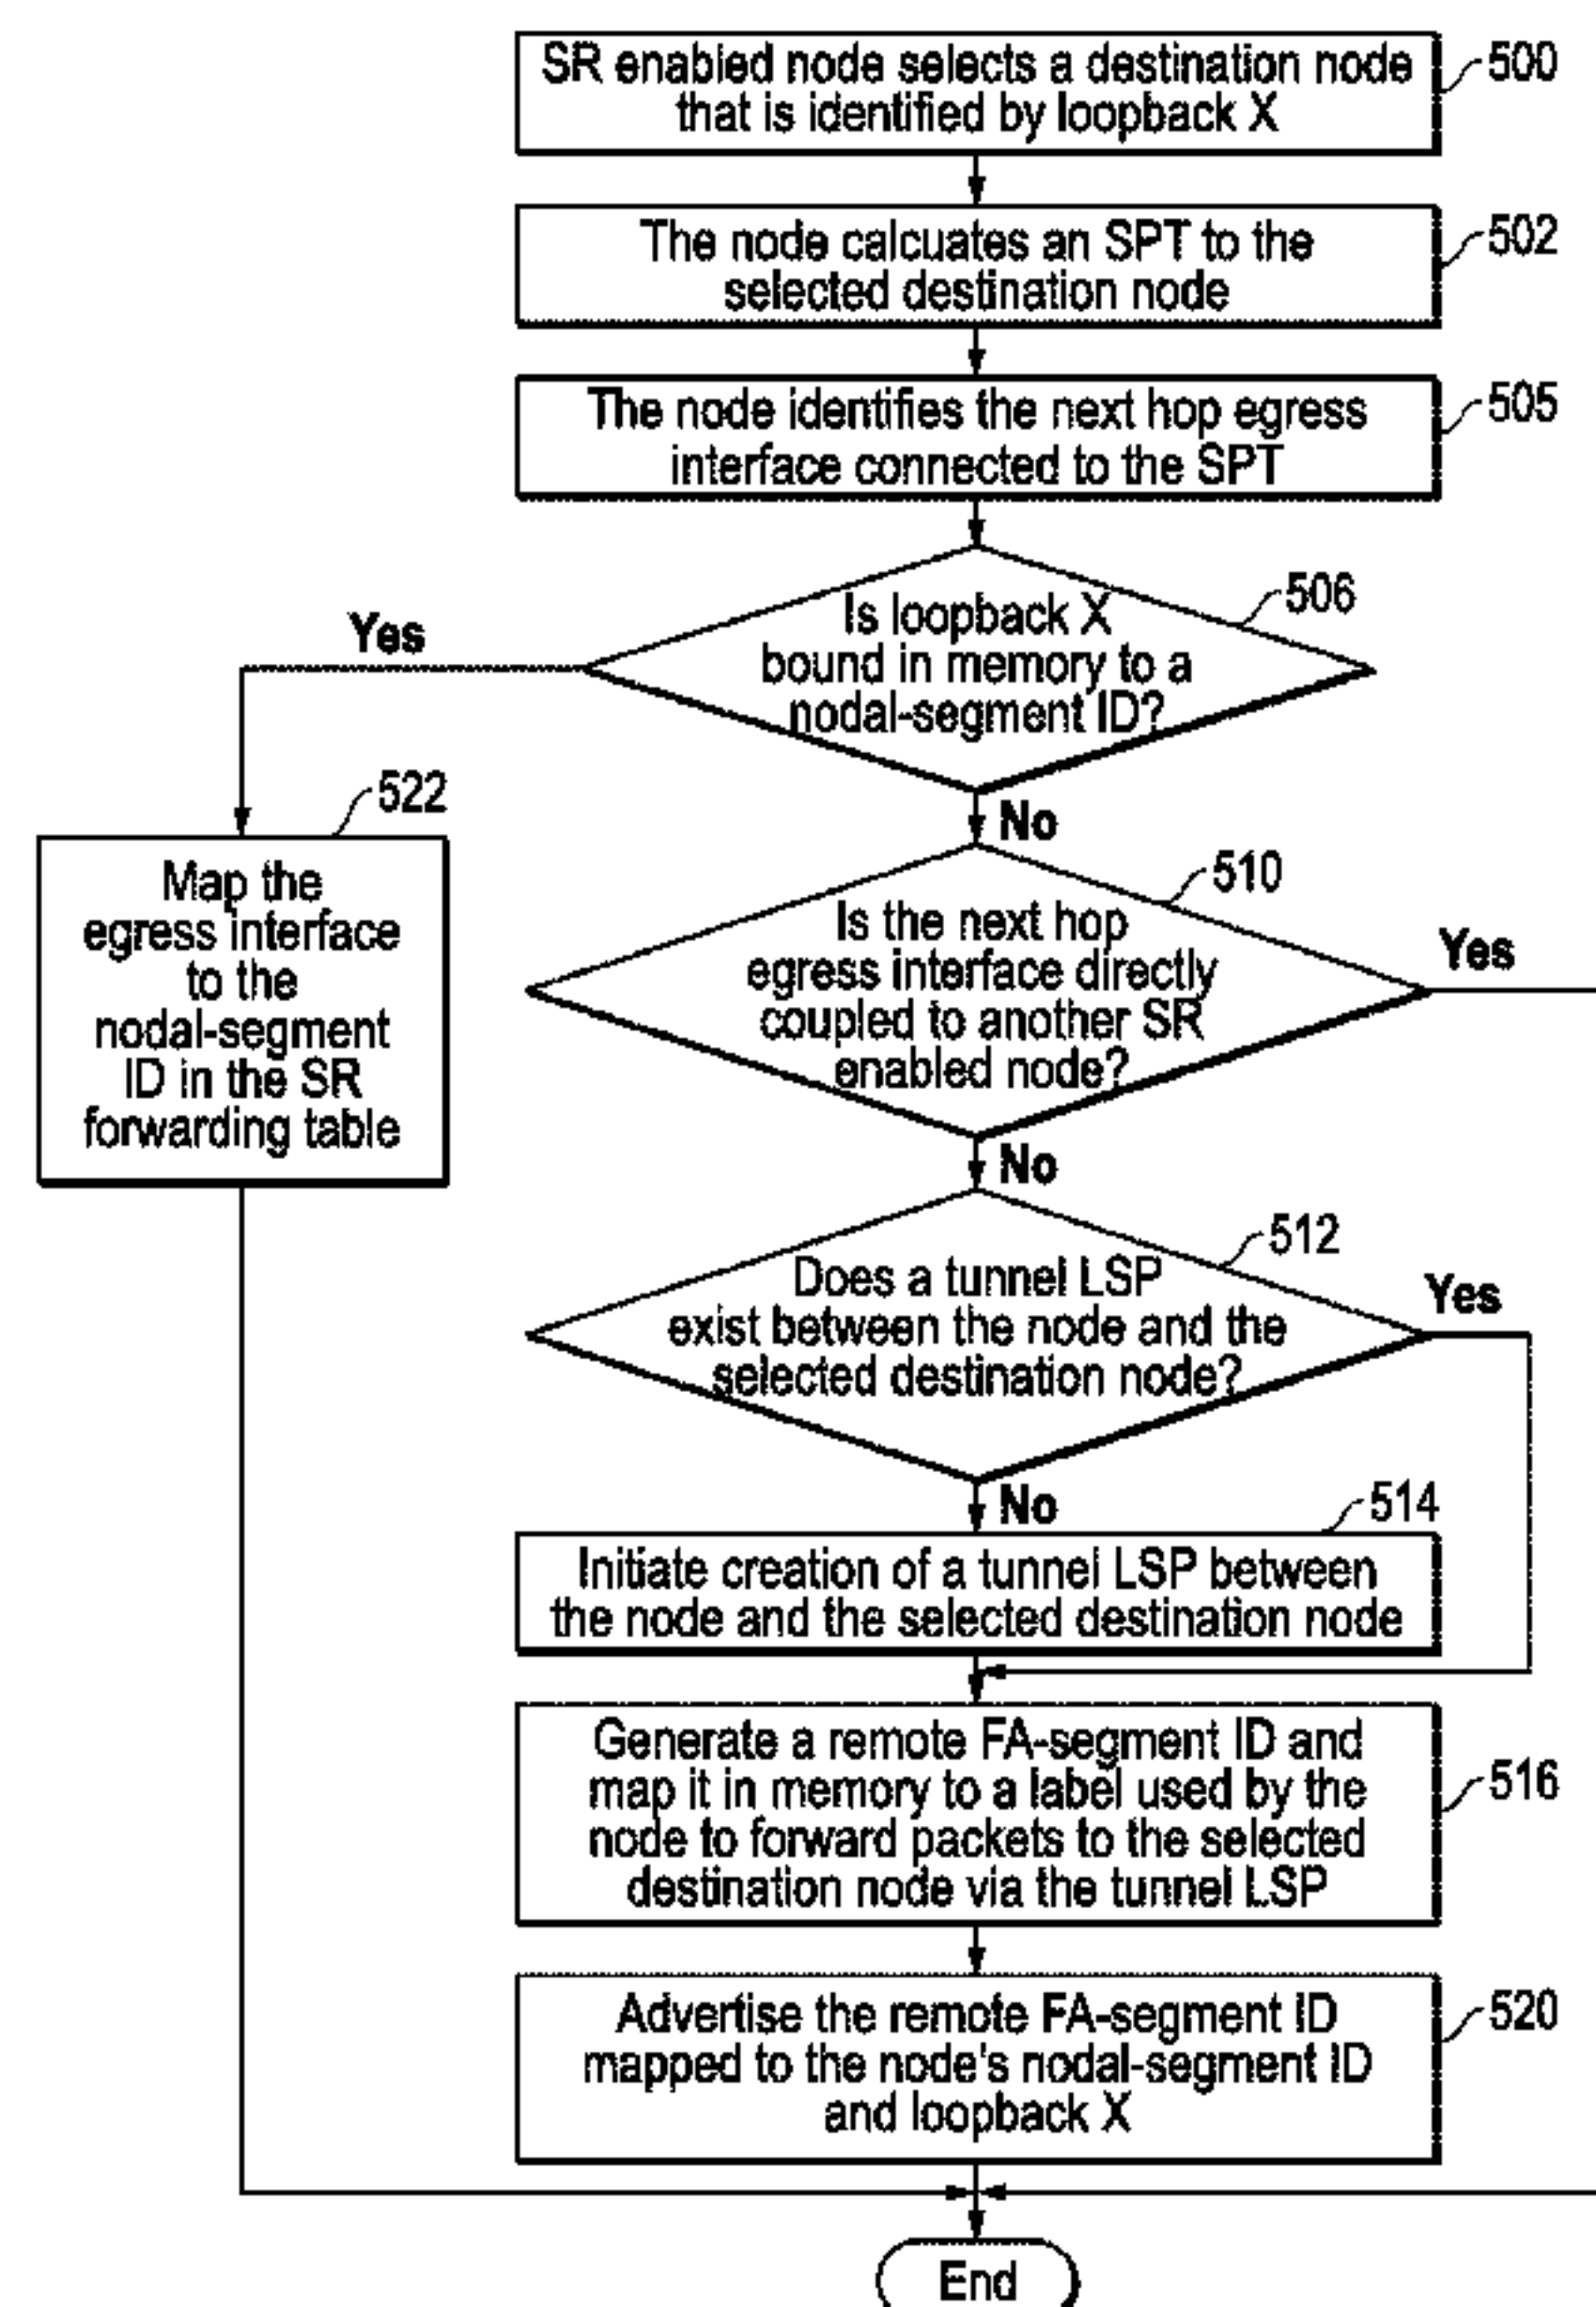 SR enabled node selects a destination node
that is identified by loopback X
500
The node calcuates an SPT to the
selected destination node
502
The node identifies the next hop egress
interface connected to the SPT
505
Is loopback X
bound in memory to a
nodal-segment ID?
506
Yes
No
522
Map the
egress interface
to the
nodal-segment
ID in the SR
forwarding table
Is the next hop
egress interface directly
coupled to another SR
enabled node?
510
Yes
No
Does a tunnel LSP
exist between the node and the
selected destination node?
512
Yes
No
514
Initiate creation of a tunnel LSP between
the node and the selected destination node
Generate a remote FA-segment ID and
map it in memory to a label used by the
node to forward packets to the selected
destination node via the tunnel LSP
516
Advertise the remote FA-segment ID
mapped to the node's nodal-segment ID
and loopback X
520
End